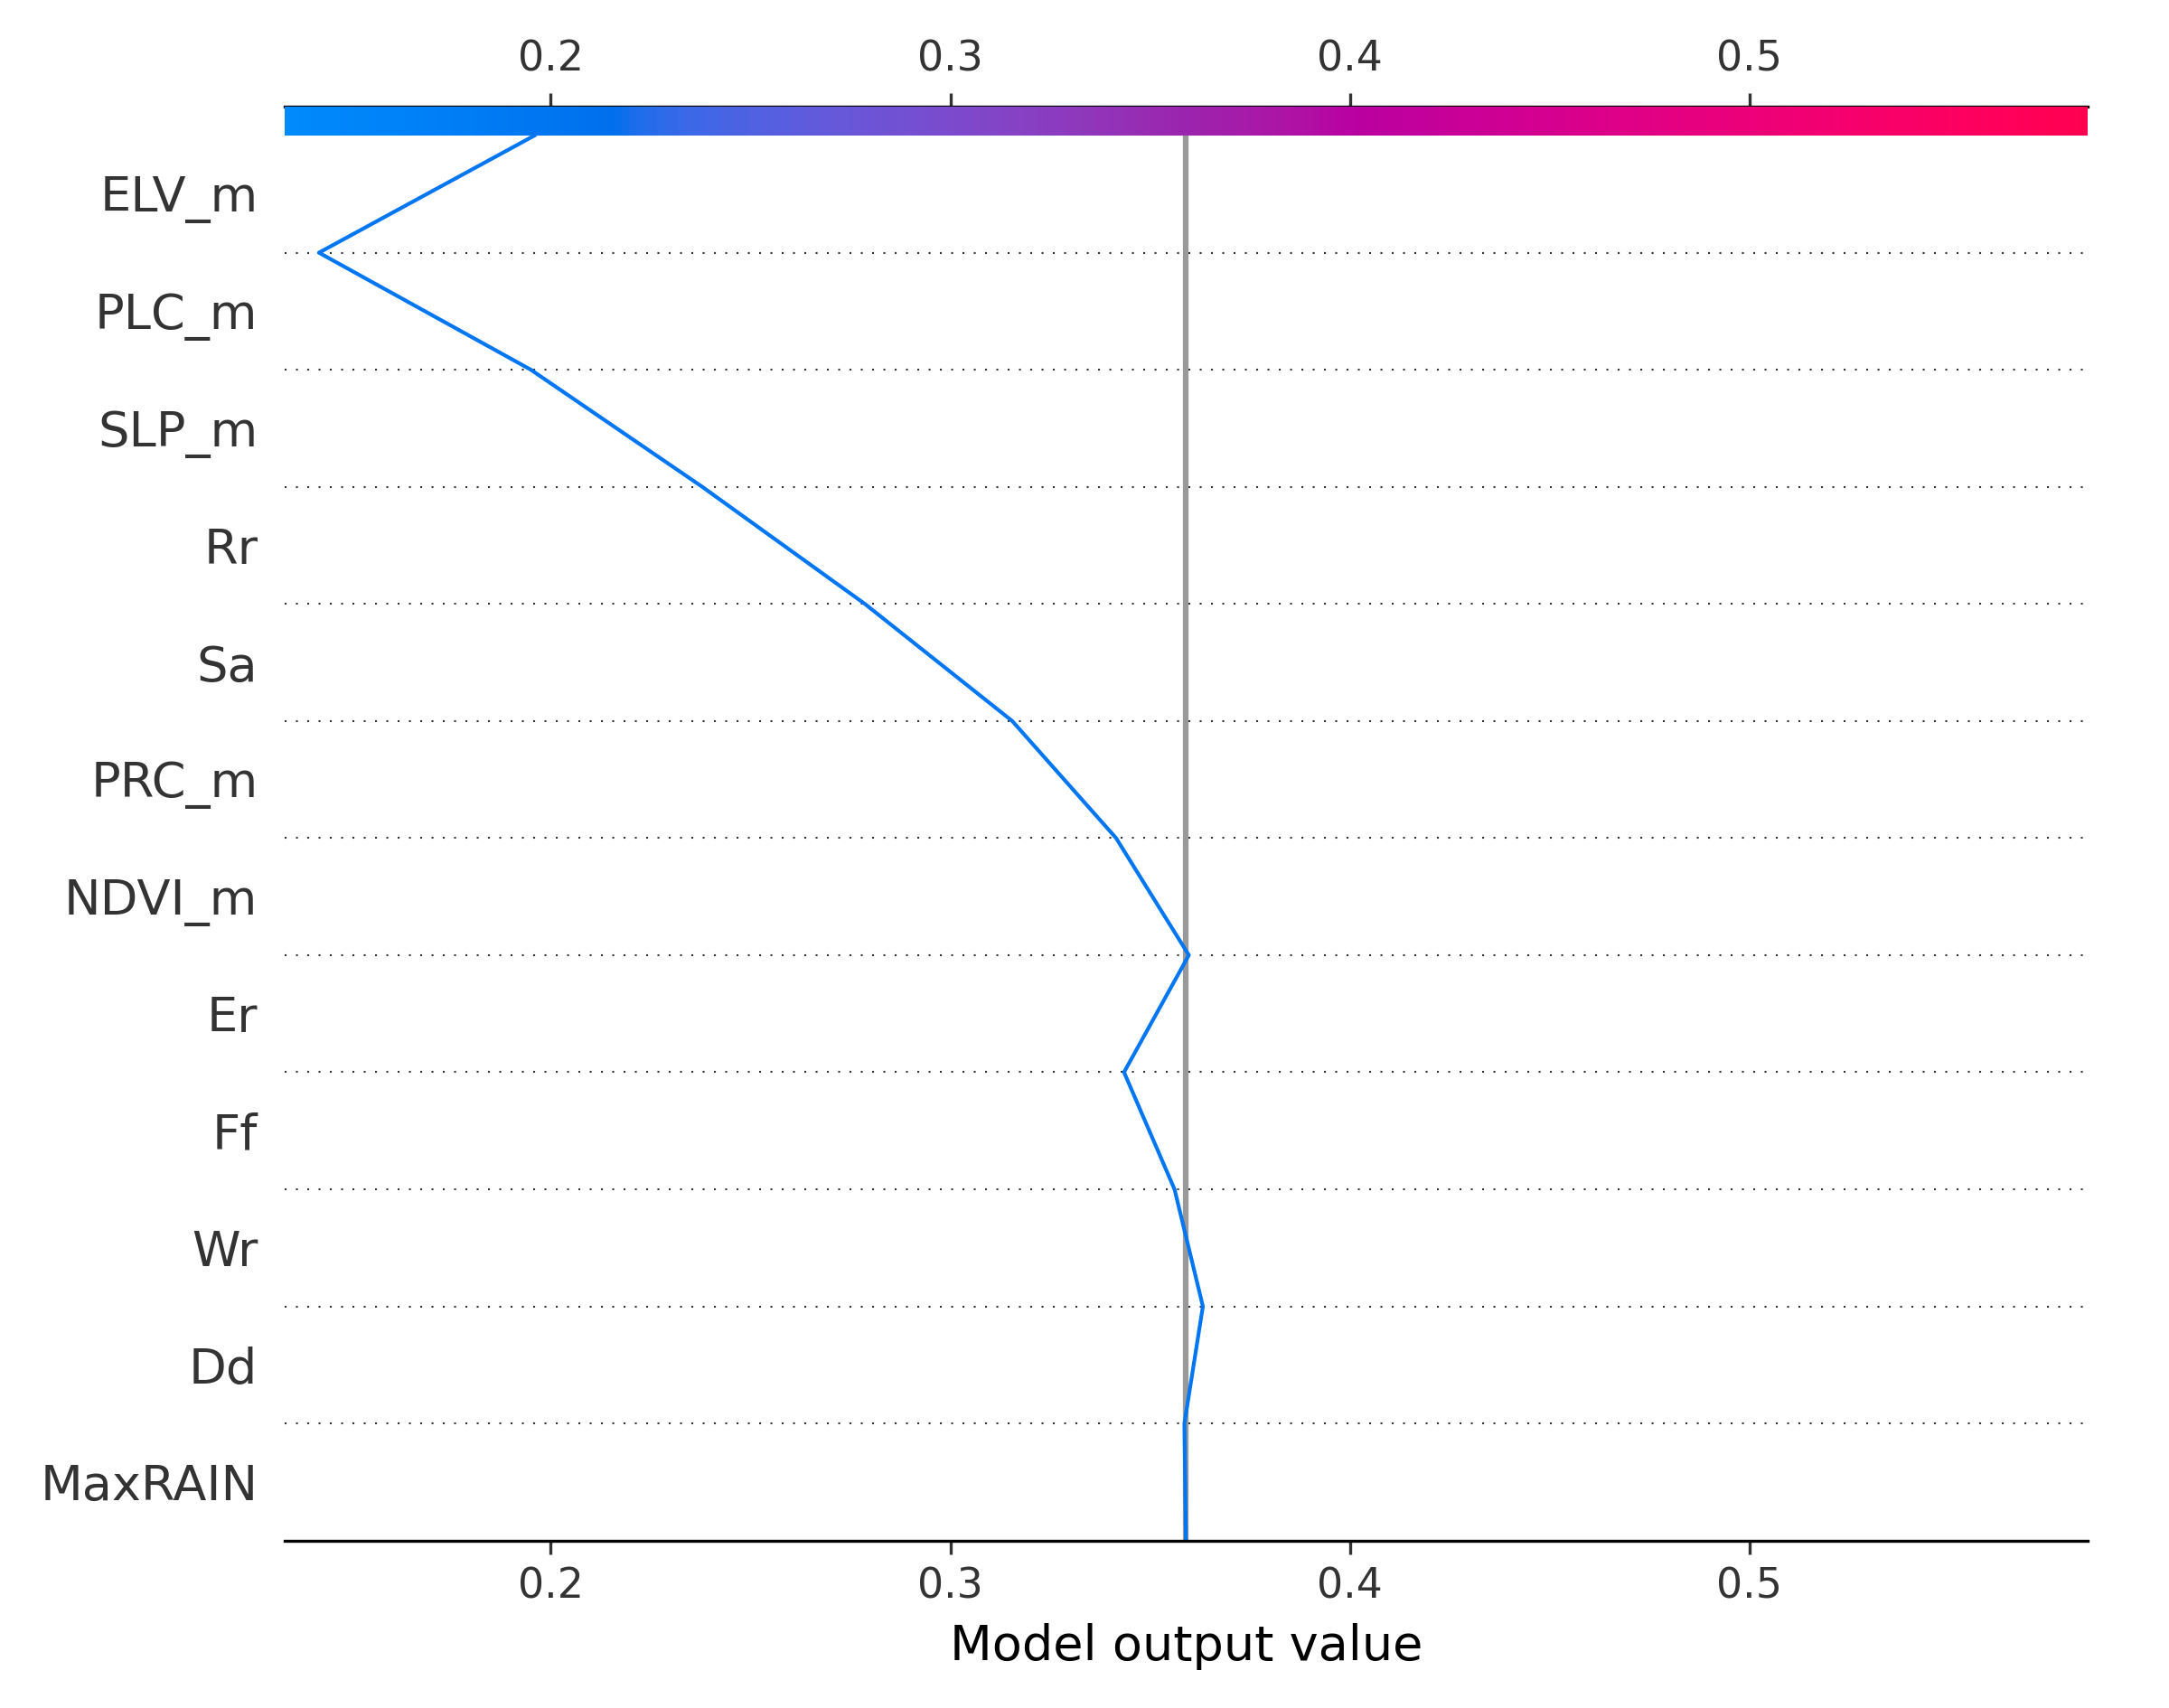 0.2 0.3 0.4 0.5
ELV_m
PLC_m
SLP_m
Rr
Sa
PRC_m
NDVI_m
Er
Ff
Wr
Dd
MaxRAIN
0.2 0.3 0.4 0.5
Model output value